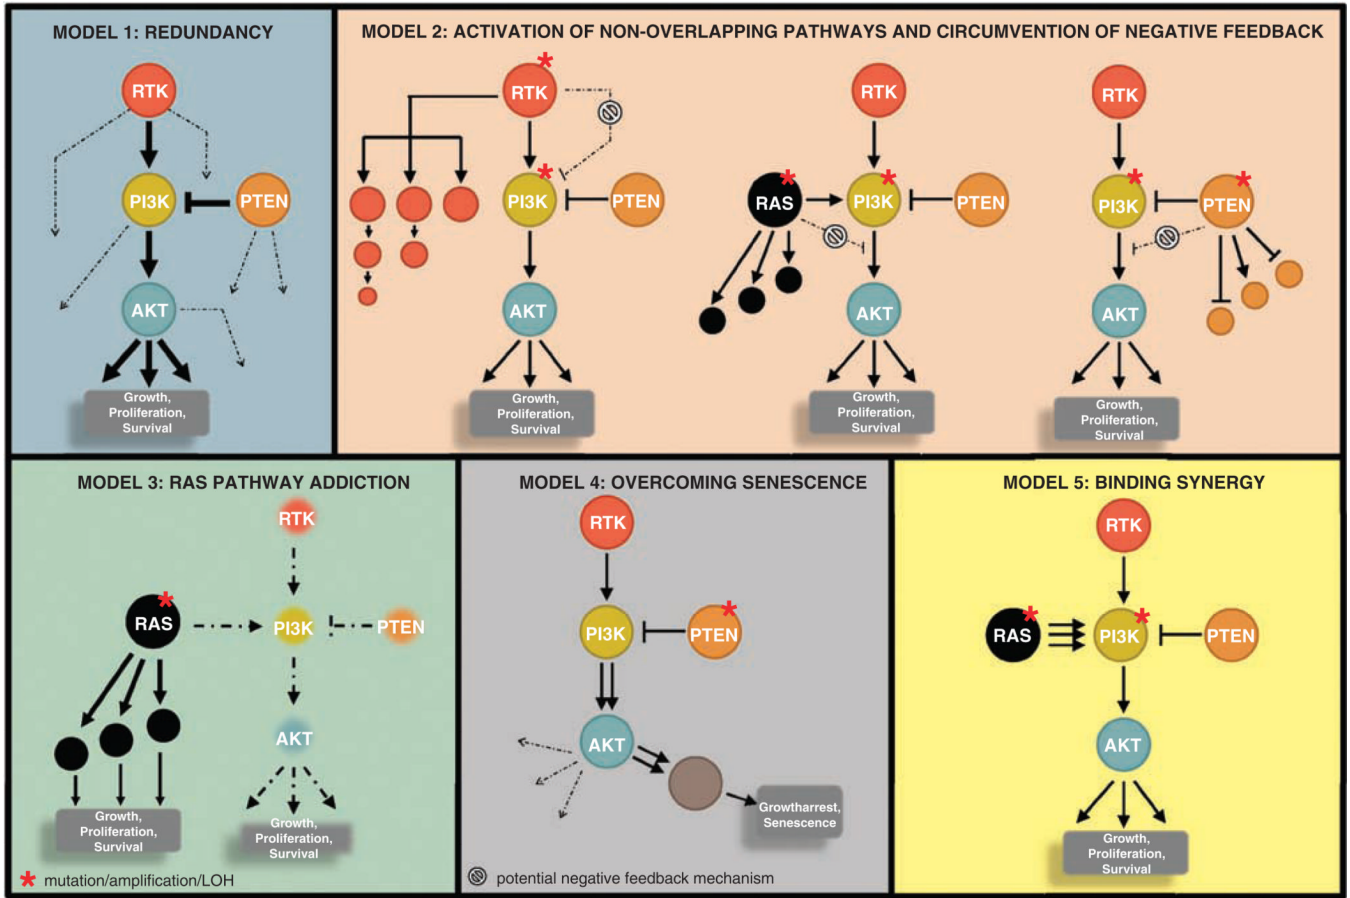 MODEL 1: REDUNDANCY
RTK
PI3K
PTEN
AKT
Growth,
Proliferation,
Survival
MODEL 2: ACTIVATION OF NON-OVERLAPPING PATHWAYS AND CIRCUMVENTION OF NEGATIVE FEEDBACK
RTK
PI3K
PTEN
AKT
Growth,
Proliferation,
Survival
RTK
RAS
PI3K
PTEN
AKT
Growth,
Proliferation,
Survival
RTK
PI3K
PTEN
AKT
Growth,
Proliferation,
Survival
MODEL 3: RAS PATHWAY ADDICTION
RTK
RAS
PI3K
PTEN
AKT
Growth,
Proliferation,
Survival
Growth,
Proliferation,
Survival
* mutation/amplification/LOH
MODEL 4: OVERCOMING SENESCENCE
RTK
PI3K
PTEN
AKT
Growtharrest,
Senescence
potential negative feedback mechanism
MODEL 5: BINDING SYNERGY
RTK
RAS
PI3K
PTEN
AKT
Growth,
Proliferation,
Survival